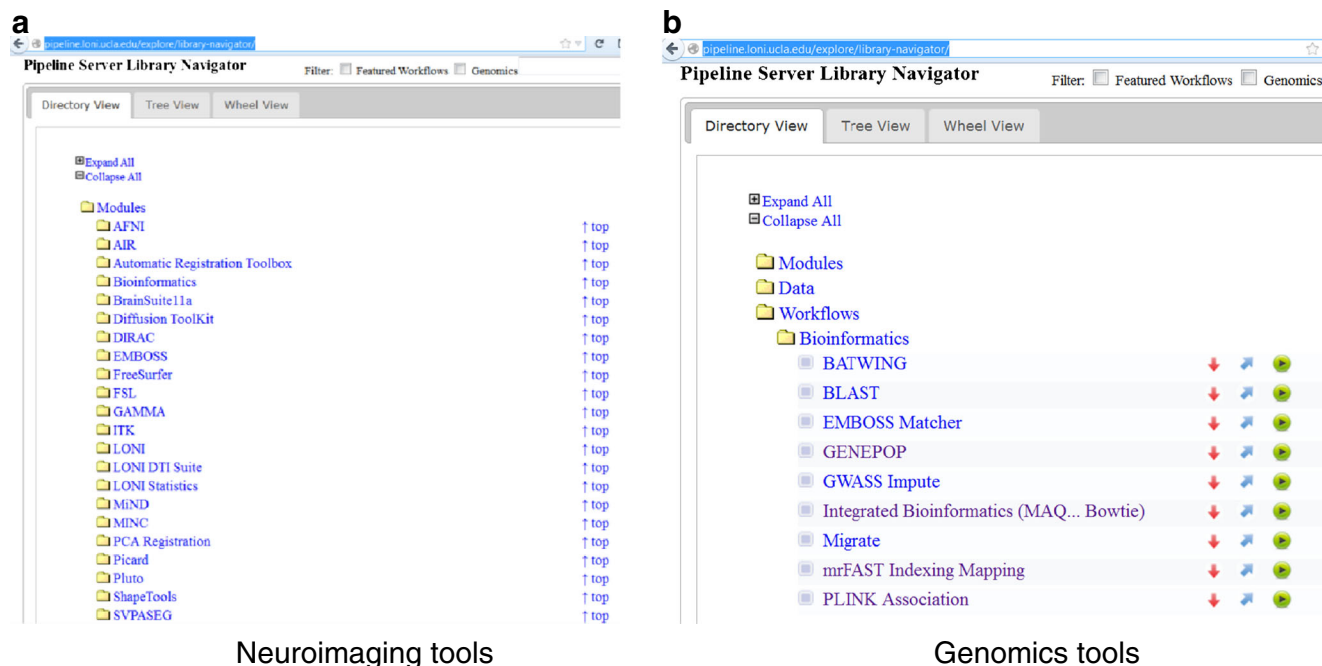 a
pipeline.loni.ucla.edu/explore/library-navigator/
Pipeline Server Library Navigator
Filter: Featured Workflows Genomics
Directory View Tree View Wheel View
Expand All
Collapse All
Modules
AFNI ↑ top
AIR ↑ top
Automatic Registration Toolbox ↑ top
Bioinformatics ↑ top
BrainSuite11a ↑ top
Diffusion ToolKit ↑ top
DIRAC ↑ top
EMBOSS ↑ top
FreeSurfer ↑ top
FSL ↑ top
GAMMA ↑ top
ITK ↑ top
LONI ↑ top
LONI DTI Suite ↑ top
LONI Statistics ↑ top
MiND ↑ top
MINC ↑ top
PCA Registration ↑ top
Picard ↑ top
Pluto ↑ top
ShapeTools ↑ top
SVPASEG ↑ top
Neuroimaging tools
b
pipeline.loni.ucla.edu/explore/library-navigator/
Pipeline Server Library Navigator
Filter: Featured Workflows Genomics
Directory View Tree View Wheel View
Expand All
Collapse All
Modules
Data
Workflows
Bioinformatics
BATWING
BLAST
EMBOSS Matcher
GENEPOP
GWASS Impute
Integrated Bioinformatics (MAQ... Bowtie)
Migrate
mrFAST Indexing Mapping
PLINK Association
Genomics tools